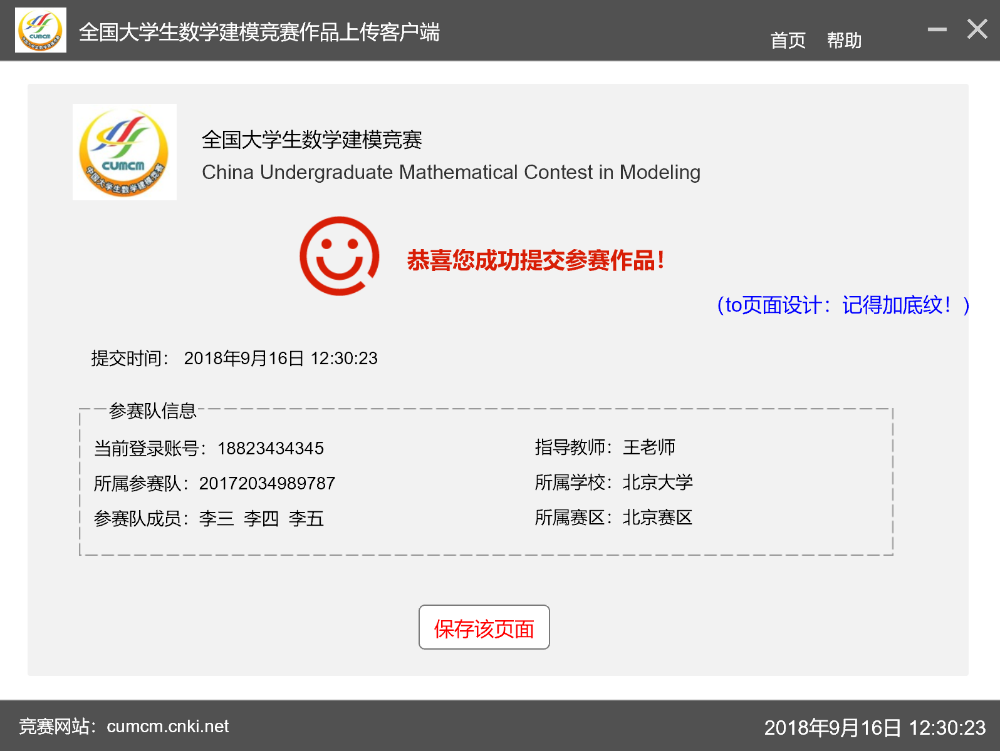 全国大学生数学建模竞赛作品上传客户端
首页 帮助
CUMCM
中国大学生数学建模竞赛
全国大学生数学建模竞赛
China Undergraduate Mathematical Contest in Modeling
恭喜您成功提交参赛作品！
（to页面设计：记得加底纹！）
提交时间： 2018年9月16日 12:30:23
参赛队信息
当前登录账号：18823434345 指导教师：王老师
所属参赛队：20172034989787 所属学校：北京大学
参赛队成员：李三 李四 李五 所属赛区：北京赛区
保存该页面
竞赛网站：cumcm.cnki.net 2018年9月16日 12:30:23